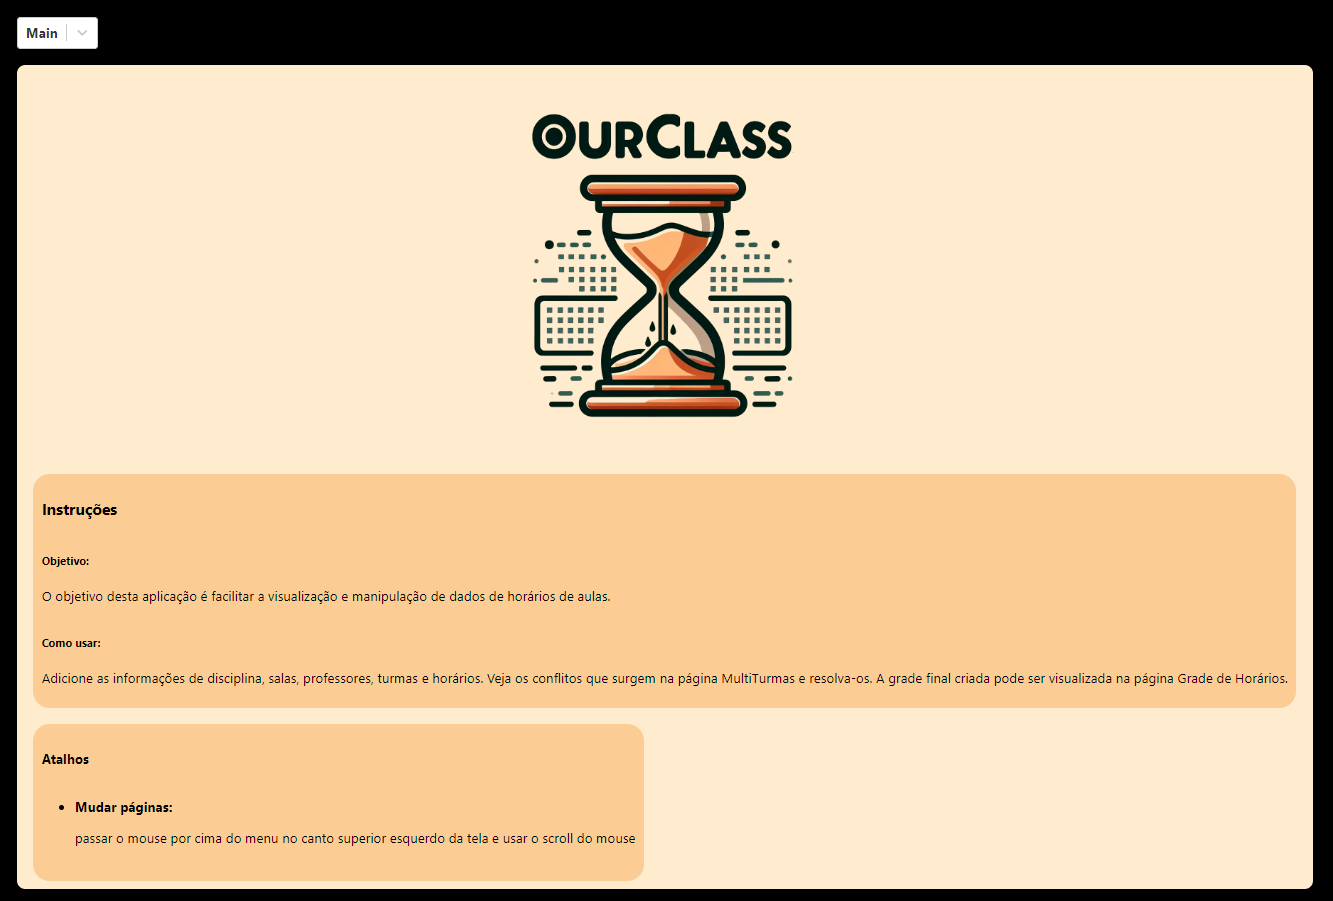 Main
OURCLASS
Instruções
Objetivo:
O objetivo desta aplicação é facilitar a visualização e manipulação de dados de horários de aulas.
Como usar:
Adicione as informações de disciplina, salas, professores, turmas e horários. Veja os conflitos que surgem na página MultiTurmas e resolva-os. A grade final criada pode ser visualizada na página Grade de Horários.
Atalhos
• Mudar páginas:
passar o mouse por cima do menu no canto superior esquerdo da tela e usar o scroll do mouse